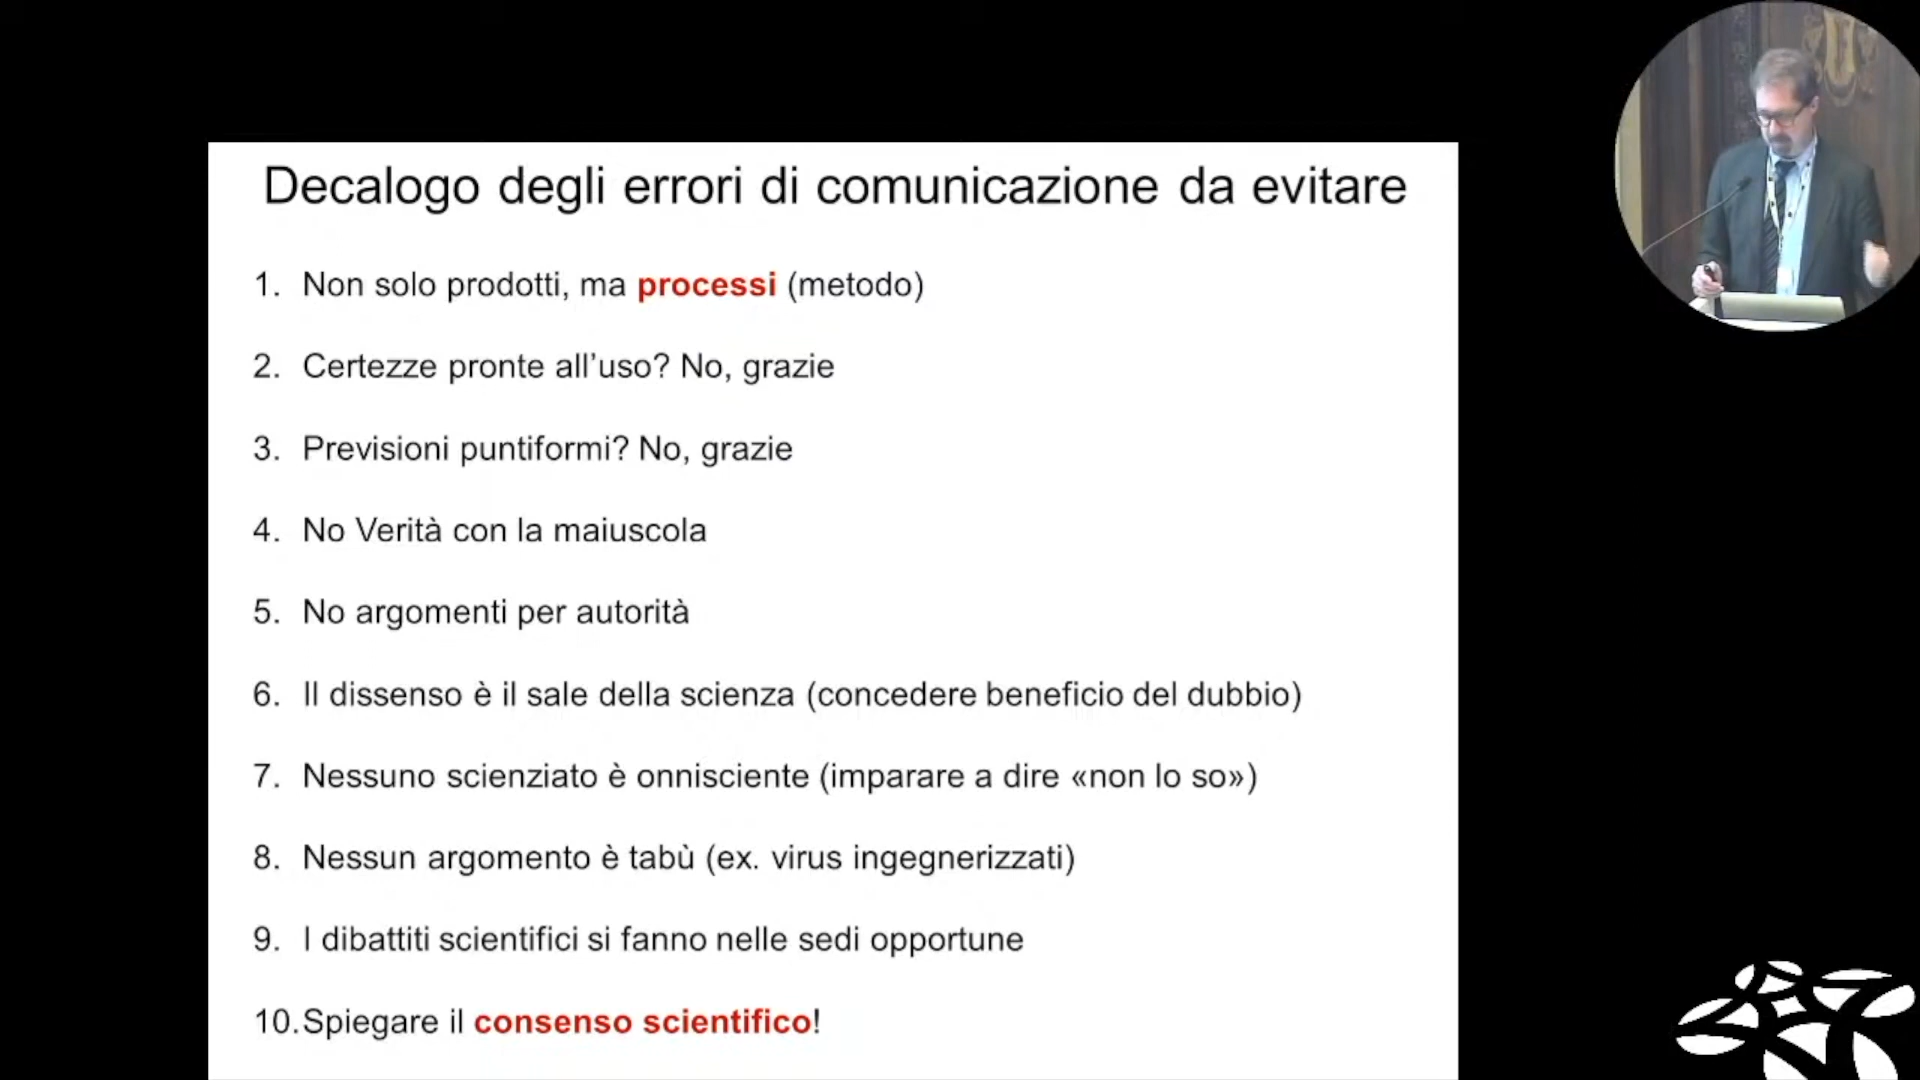 Decalogo degli errori di comunicazione da evitare
1. Non solo prodotti, ma processi (metodo)
2. Certezze pronte all’uso? No, grazie
3. Previsioni puntiformi? No, grazie
4. No Verità con la maiuscola
5. No argomenti per autorità
6. Il dissenso è il sale della scienza (concedere beneficio del dubbio)
7. Nessuno scienziato è onnisciente (imparare a dire «non lo so»)
8. Nessun argomento è tabù (ex. virus ingegnerizzati)
9. I dibattiti scientifici si fanno nelle sedi opportune
10. Spiegare il consenso scientifico!